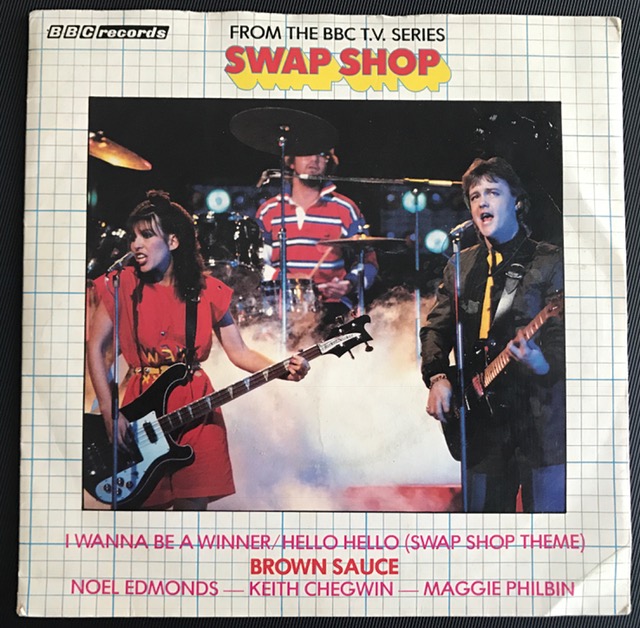 BBC records
FROM THE BBC T.V. SERIES
SWAP SHOP
I WANNA BE A WINNER/HELLO HELLO (SWAP SHOP THEME)
BROWN SAUCE
NOEL EDMONDS — KEITH CHEGWIN — MAGGIE PHILBIN